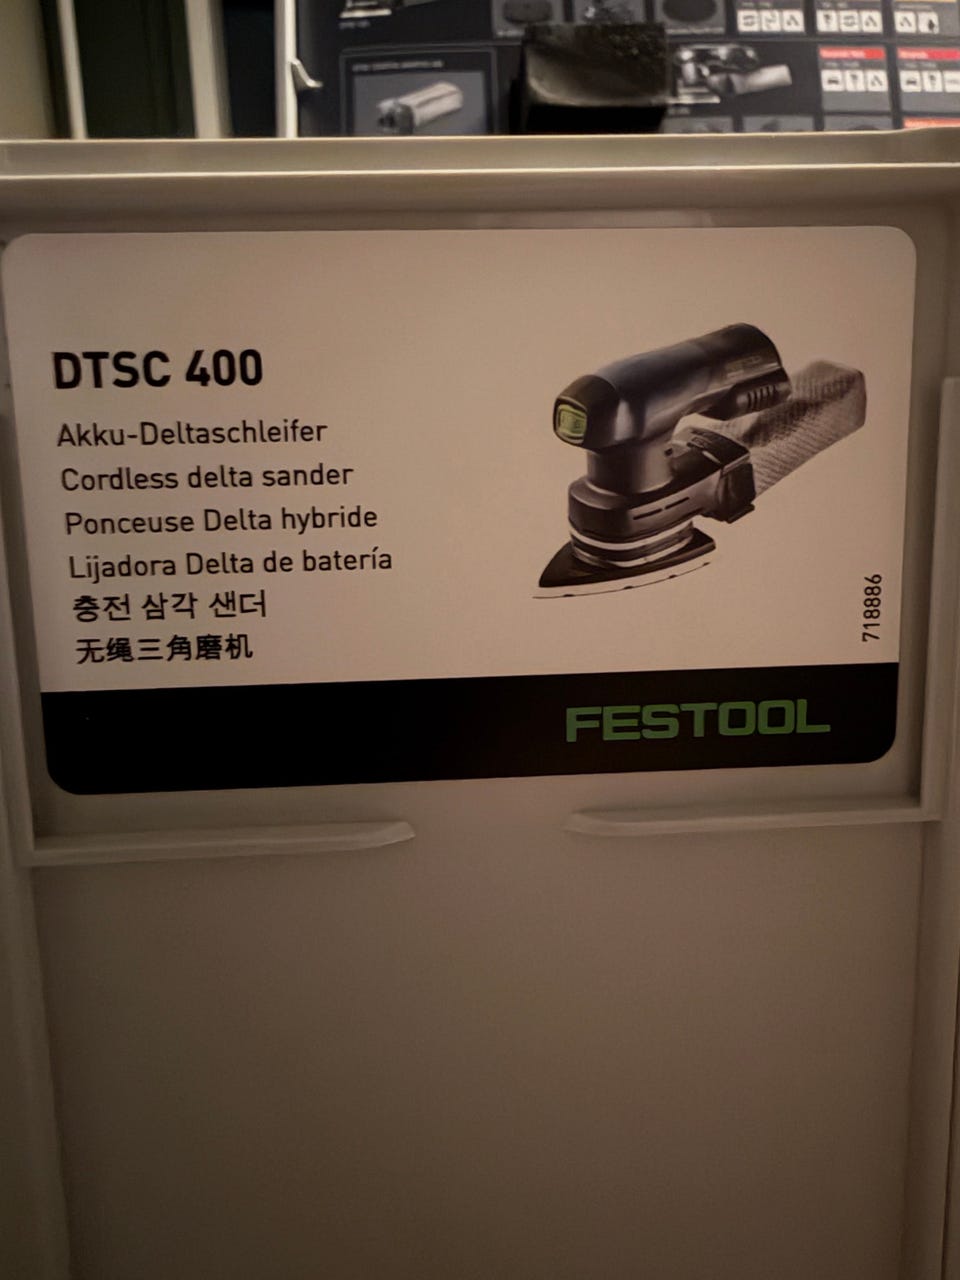 DTSC 400
Akku-Deltaschleifer
Cordless delta sander
Ponceuse Delta hybride
Lijadora Delta de batería
충전 삼각 샌더
无绳三角磨机
718886
FESTOOL